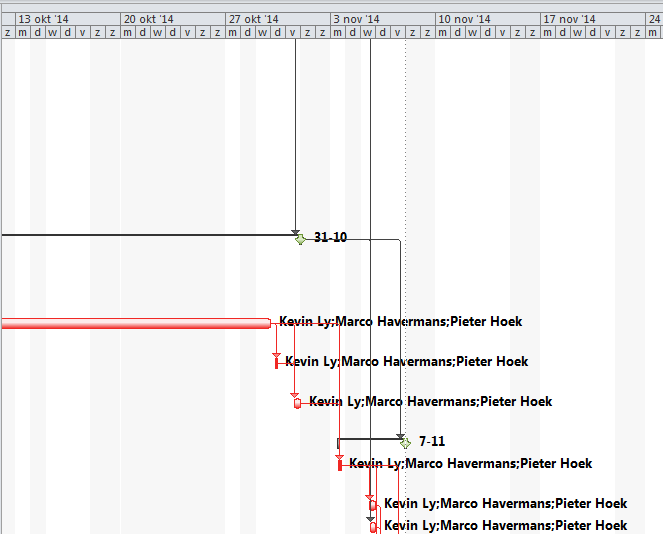 13 okt '14 20 okt '14 27 okt '14 3 nov '14 10 nov '14 17 nov '14 24
z m d w d v z z m d w d v z z m d w d v z z m d w d v z z m d w d v z z m d w d v z z m
31-10
Kevin Ly;Marco Havermans;Pieter Hoek
Kevin Ly;Marco Havermans;Pieter Hoek
Kevin Ly;Marco Havermans;Pieter Hoek
7-11
Kevin Ly;Marco Havermans;Pieter Hoek
Kevin Ly;Marco Havermans;Pieter Hoek
Kevin Ly;Marco Havermans;Pieter Hoek